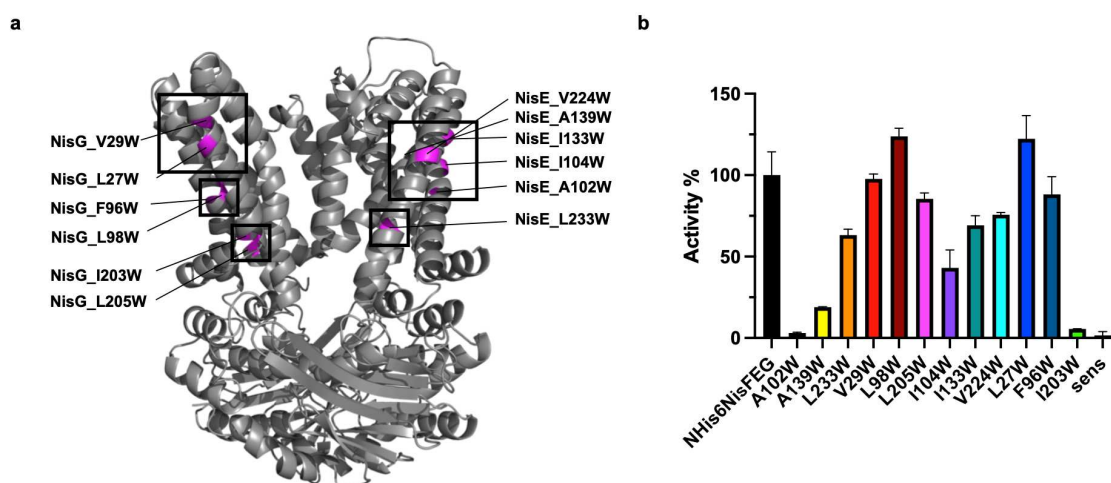 a
NisG_V29W
NisG_L27W
NisG_F96W
NisG_L98W
NisG_I203W
NisG_L205W
NisE_V224W
NisE_A139W
NisE_I133W
NisE_I104W
NisE_A102W
NisE_L233W
b
Activity %
150
100
50
0
NHis6NisFEG
A102W
A139W
L233W
V29W
L98W
L205W
I104W
I133W
V224W
L27W
F96W
I203W
sens